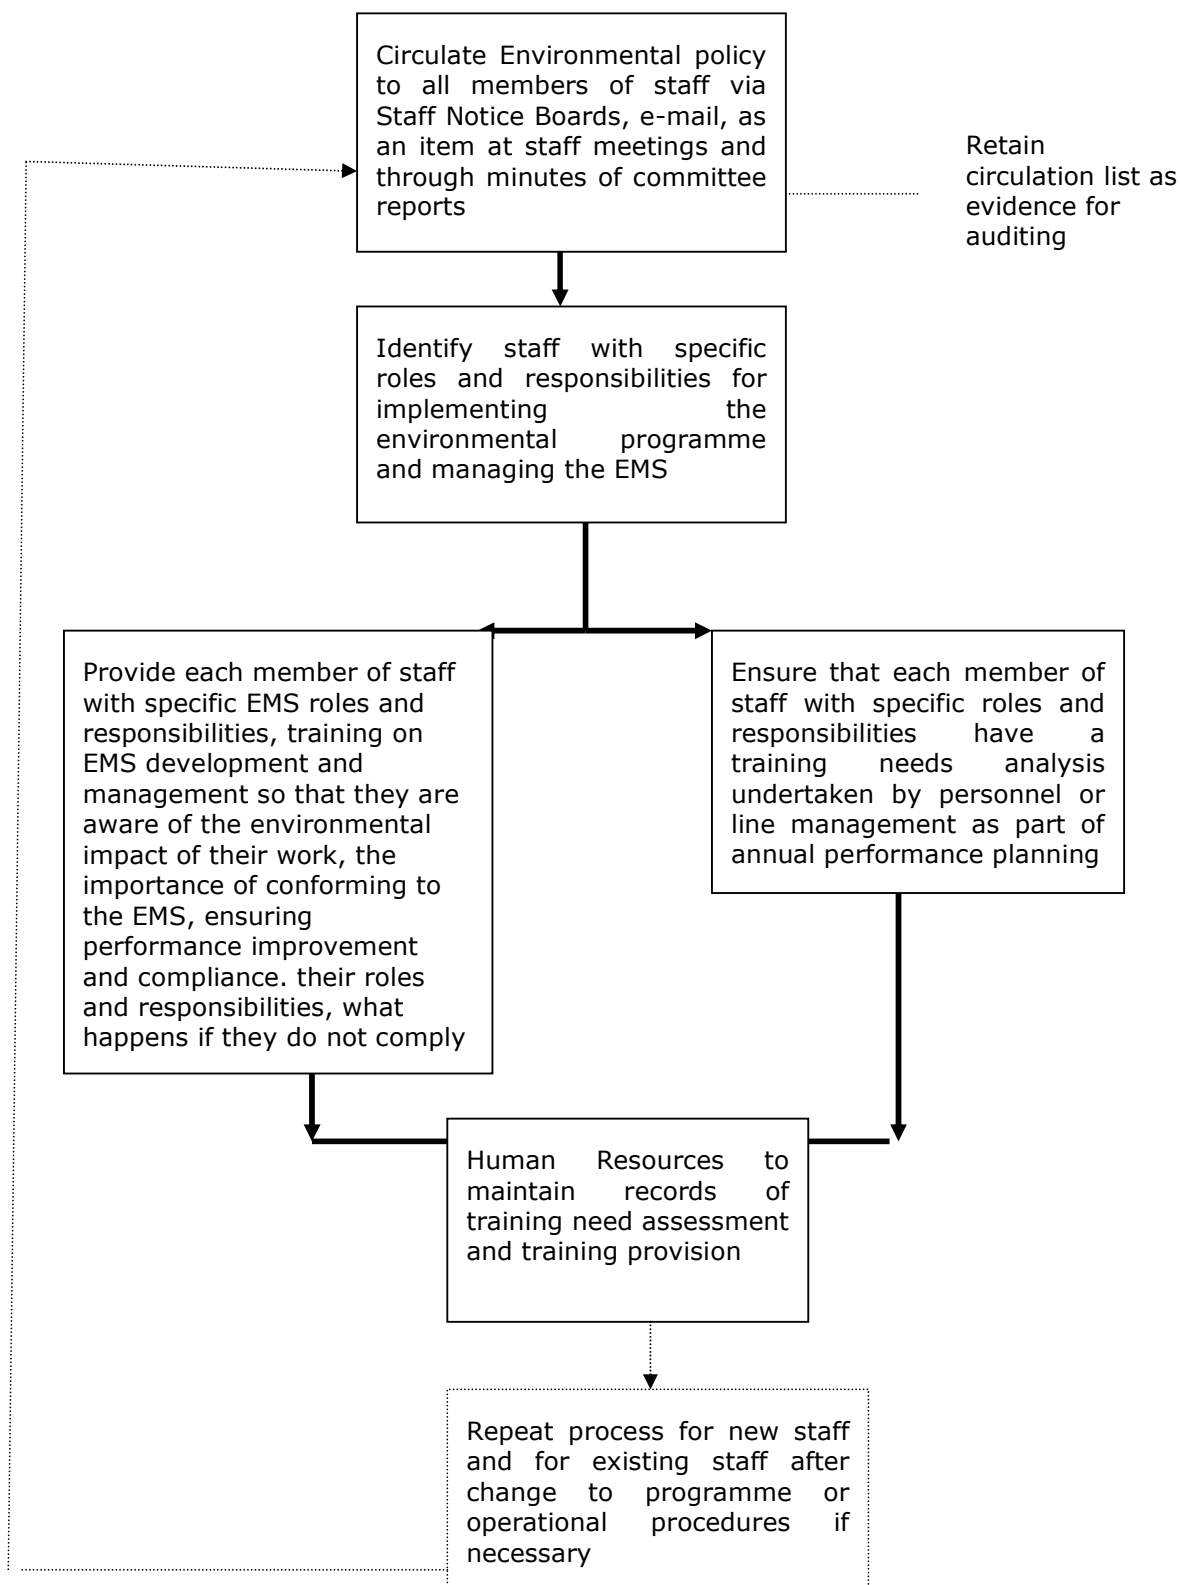 Circulate Environmental policy
to all members of staff via
Staff Notice Boards, e-mail, as
an item at staff meetings and
through minutes of committee
reports
Retain
circulation list as
evidence for
auditing
Identify staff with specific
roles and responsibilities for
implementing the
environmental programme
and managing the EMS
Provide each member of staff
with specific EMS roles and
responsibilities, training on
EMS development and
management so that they are
aware of the environmental
impact of their work, the
importance of conforming to
the EMS, ensuring
performance improvement
and compliance. their roles
and responsibilities, what
happens if they do not comply
Ensure that each member of
staff with specific roles and
responsibilities have a
training needs analysis
undertaken by personnel or
line management as part of
annual performance planning
Human Resources to
maintain records of
training need assessment
and training provision
Repeat process for new staff
and for existing staff after
change to programme or
operational procedures if
necessary